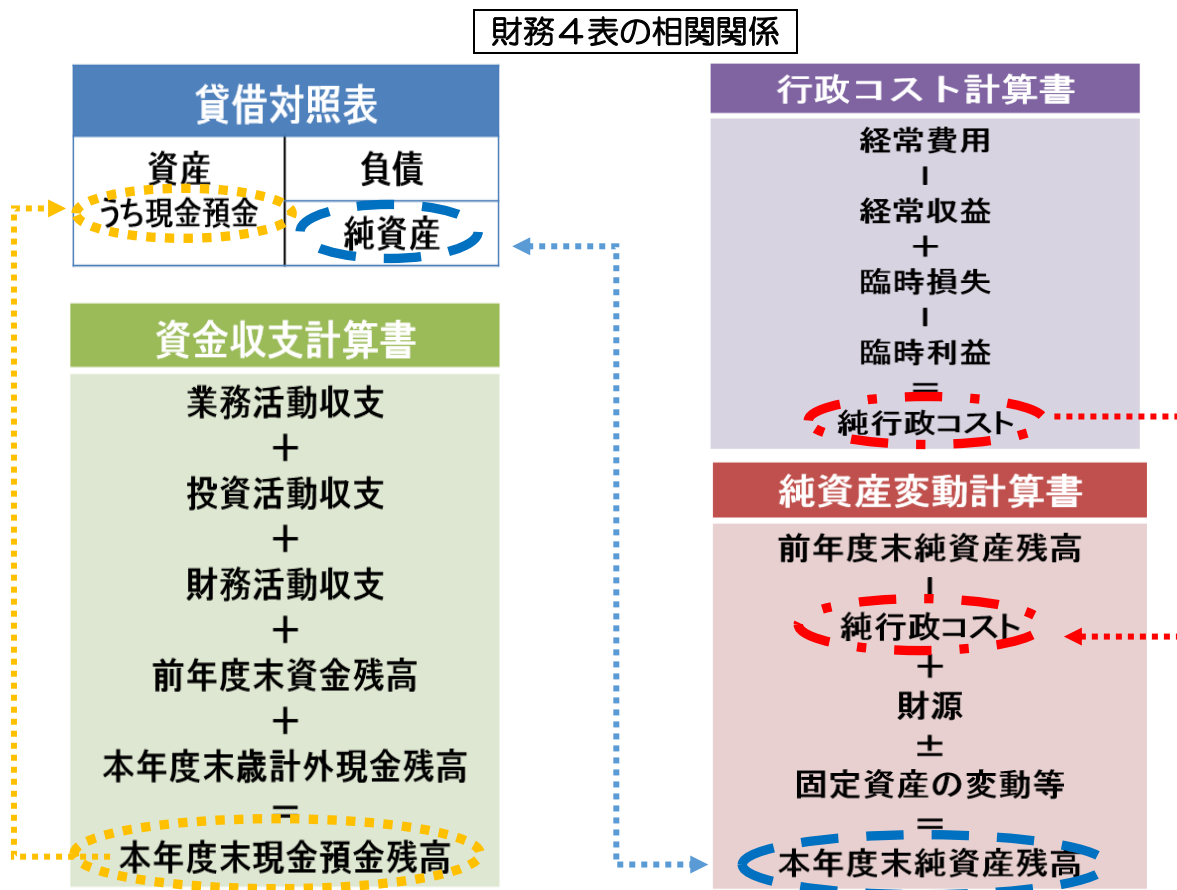 財務４表の相関関係
貸借対照表
資産
うち現金預金
負債
純資産
資金収支計算書
業務活動収支
＋
投資活動収支
＋
財務活動収支
＋
前年度末資金残高
＋
本年度末歳計外現金残高
＝
本年度末現金預金残高
行政コスト計算書
経常費用
－
経常収益
＋
臨時損失
－
臨時利益
＝
純行政コスト
純資産変動計算書
前年度末純資産残高
－
純行政コスト
＋
財源
±
固定資産の変動等
＝
本年度末純資産残高